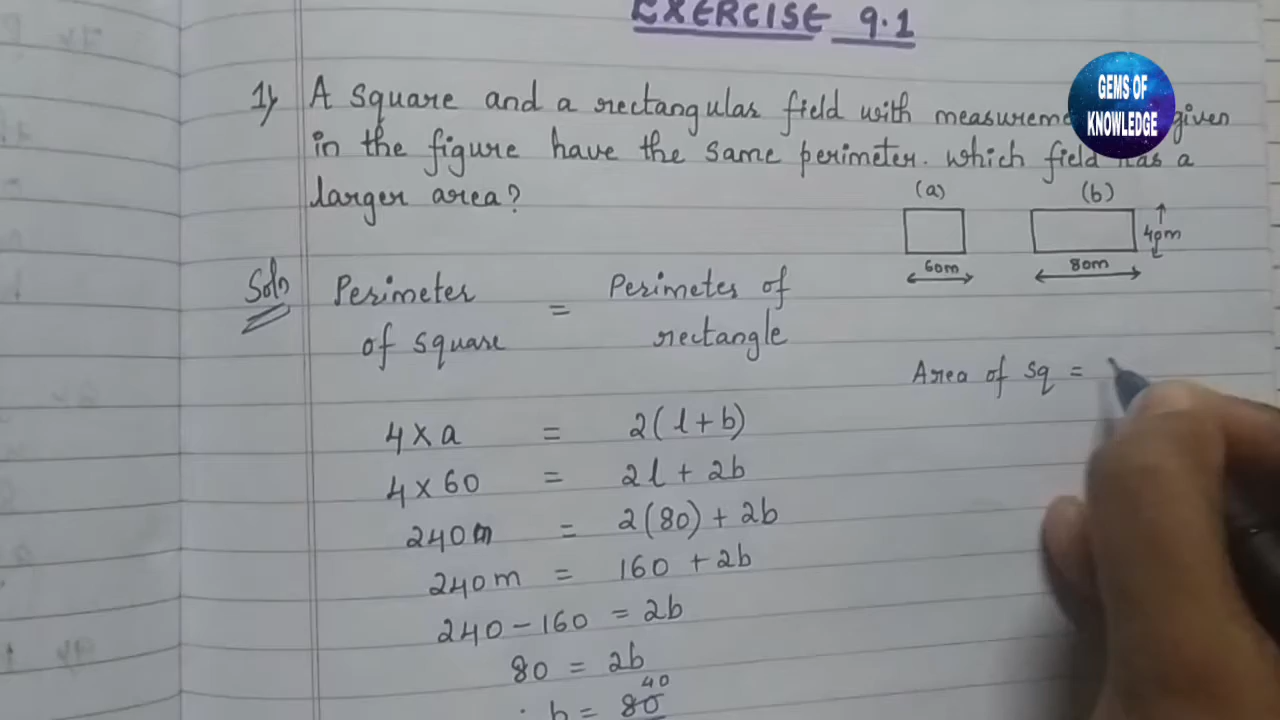 EXERCISE 9.1
1) A square and a rectangular field with measureme given
in the figure have the same perimeter. which field has a
larger area?
(a) (b)
60m 80m
GEMS OF
KNOWLEDGE
Soln Perimeter of square = Perimeter of rectangle
4 × a = 2(l + b)
4 × 60 = 2l + 2b
240m = 2(80) + 2b
240m = 160 + 2b
240 - 160 = 2b
80 = 2b
40
∴ b = 80
Area of sq =